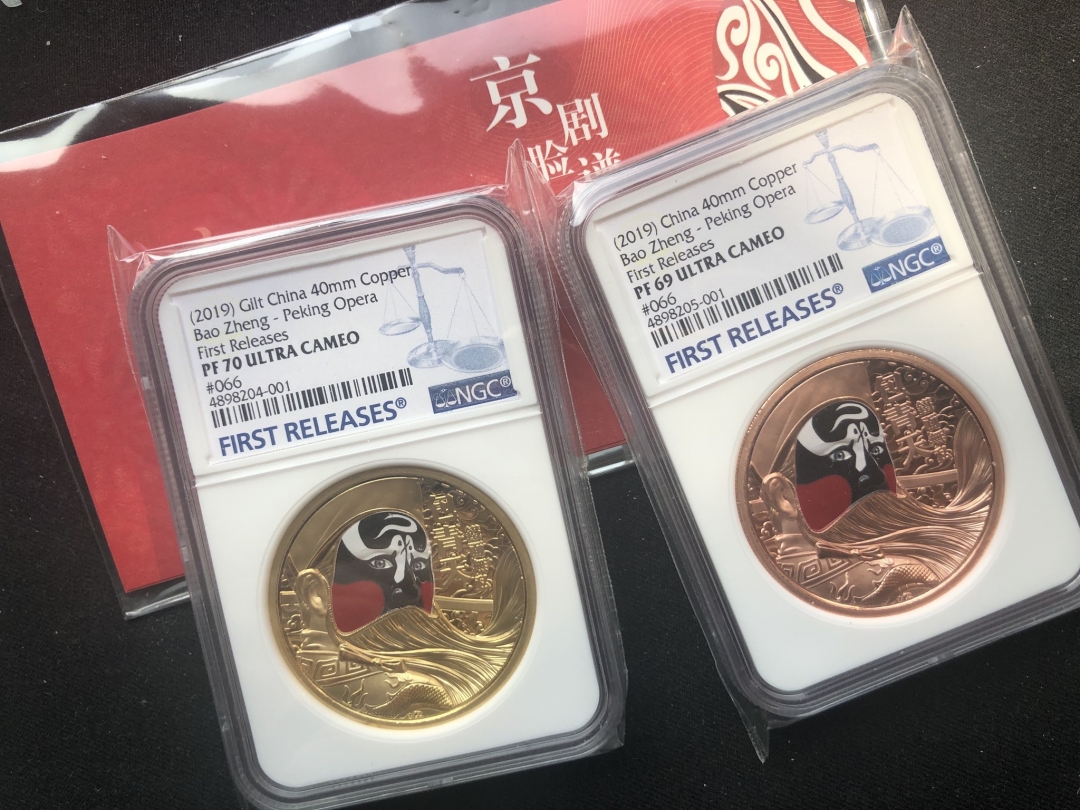 京
剧
脸谱
(2019) Gilt China 40mm Copper
Bao Zheng - Peking Opera
First Releases
PF 70 ULTRA CAMEO
#066
4898204-001
FIRST RELEASES®
NGC®
(2019) China 40mm Copper
Bao Zheng - Peking Opera
First Releases
PF 69 ULTRA CAMEO
#066
4898205-001
FIRST RELEASES®
NGC®